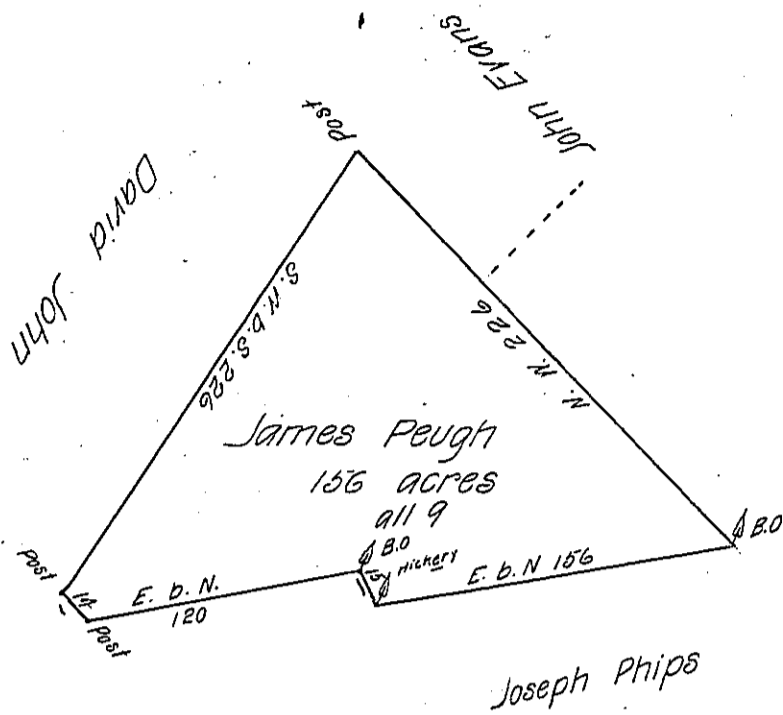 John Evans
Post
David John
S. W. b. S. 226
N. W. 226
James Peugh
156 acres
all 9
B.O
B.O
Hickery
15
E. b. N 156
post
14
E. b. N.
120
post
Joseph Phips